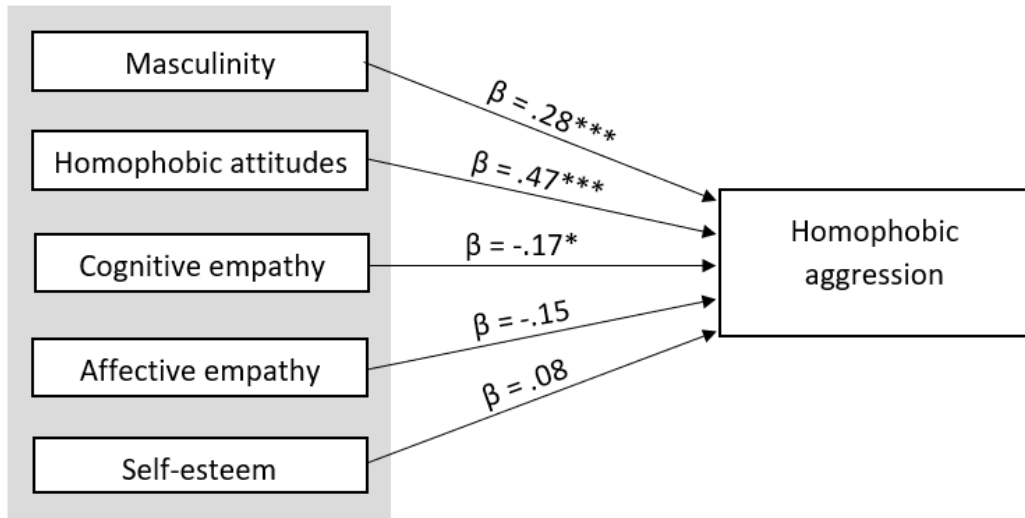 Masculinity
β = .28***
Homophobic attitudes
β = .47***
Homophobic
aggression
Cognitive empathy
β = -.17*
Affective empathy
β = -.15
Self-esteem
β = .08